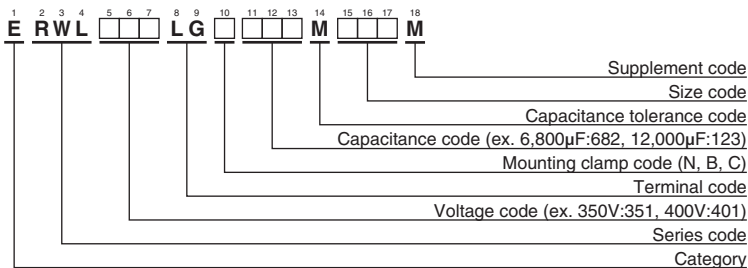 1 2 3 4 5 6 7 8 9 10 11 12 13 14 15 16 17 18
E RWL □□□ LG □ □□□ M □□□ M
Supplement code
Size code
Capacitance tolerance code
Capacitance code (ex. 6,800µF:682, 12,000µF:123)
Mounting clamp code (N, B, C)
Terminal code
Voltage code (ex. 350V:351, 400V:401)
Series code
Category